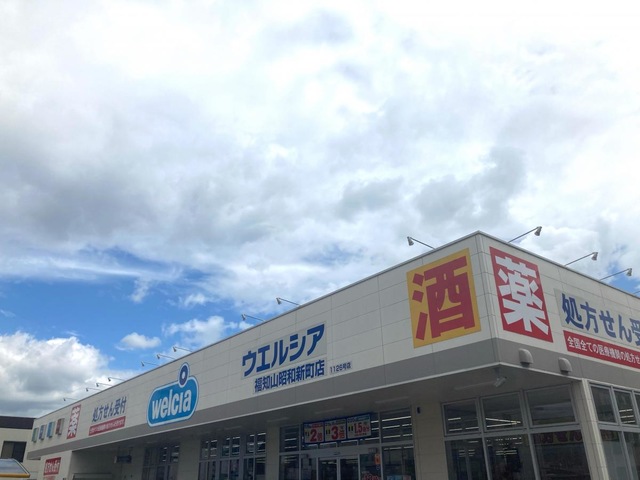 薬
処方せん受付
welcia
ウエルシア
福知山昭和新町店
酒
薬
処方せん受
全国全ての医療機関の処方せ